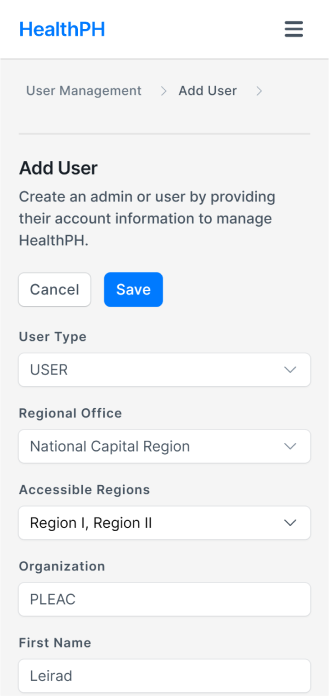 HealthPH
User Management
Add User
Add User
Create an admin or user by providing
their account information to manage
HealthPH.
Cancel
Save
User Type
USER
Regional Office
National Capital Region
Accessible Regions
Region I, Region II
Organization
PLEAC
First Name
Leirad